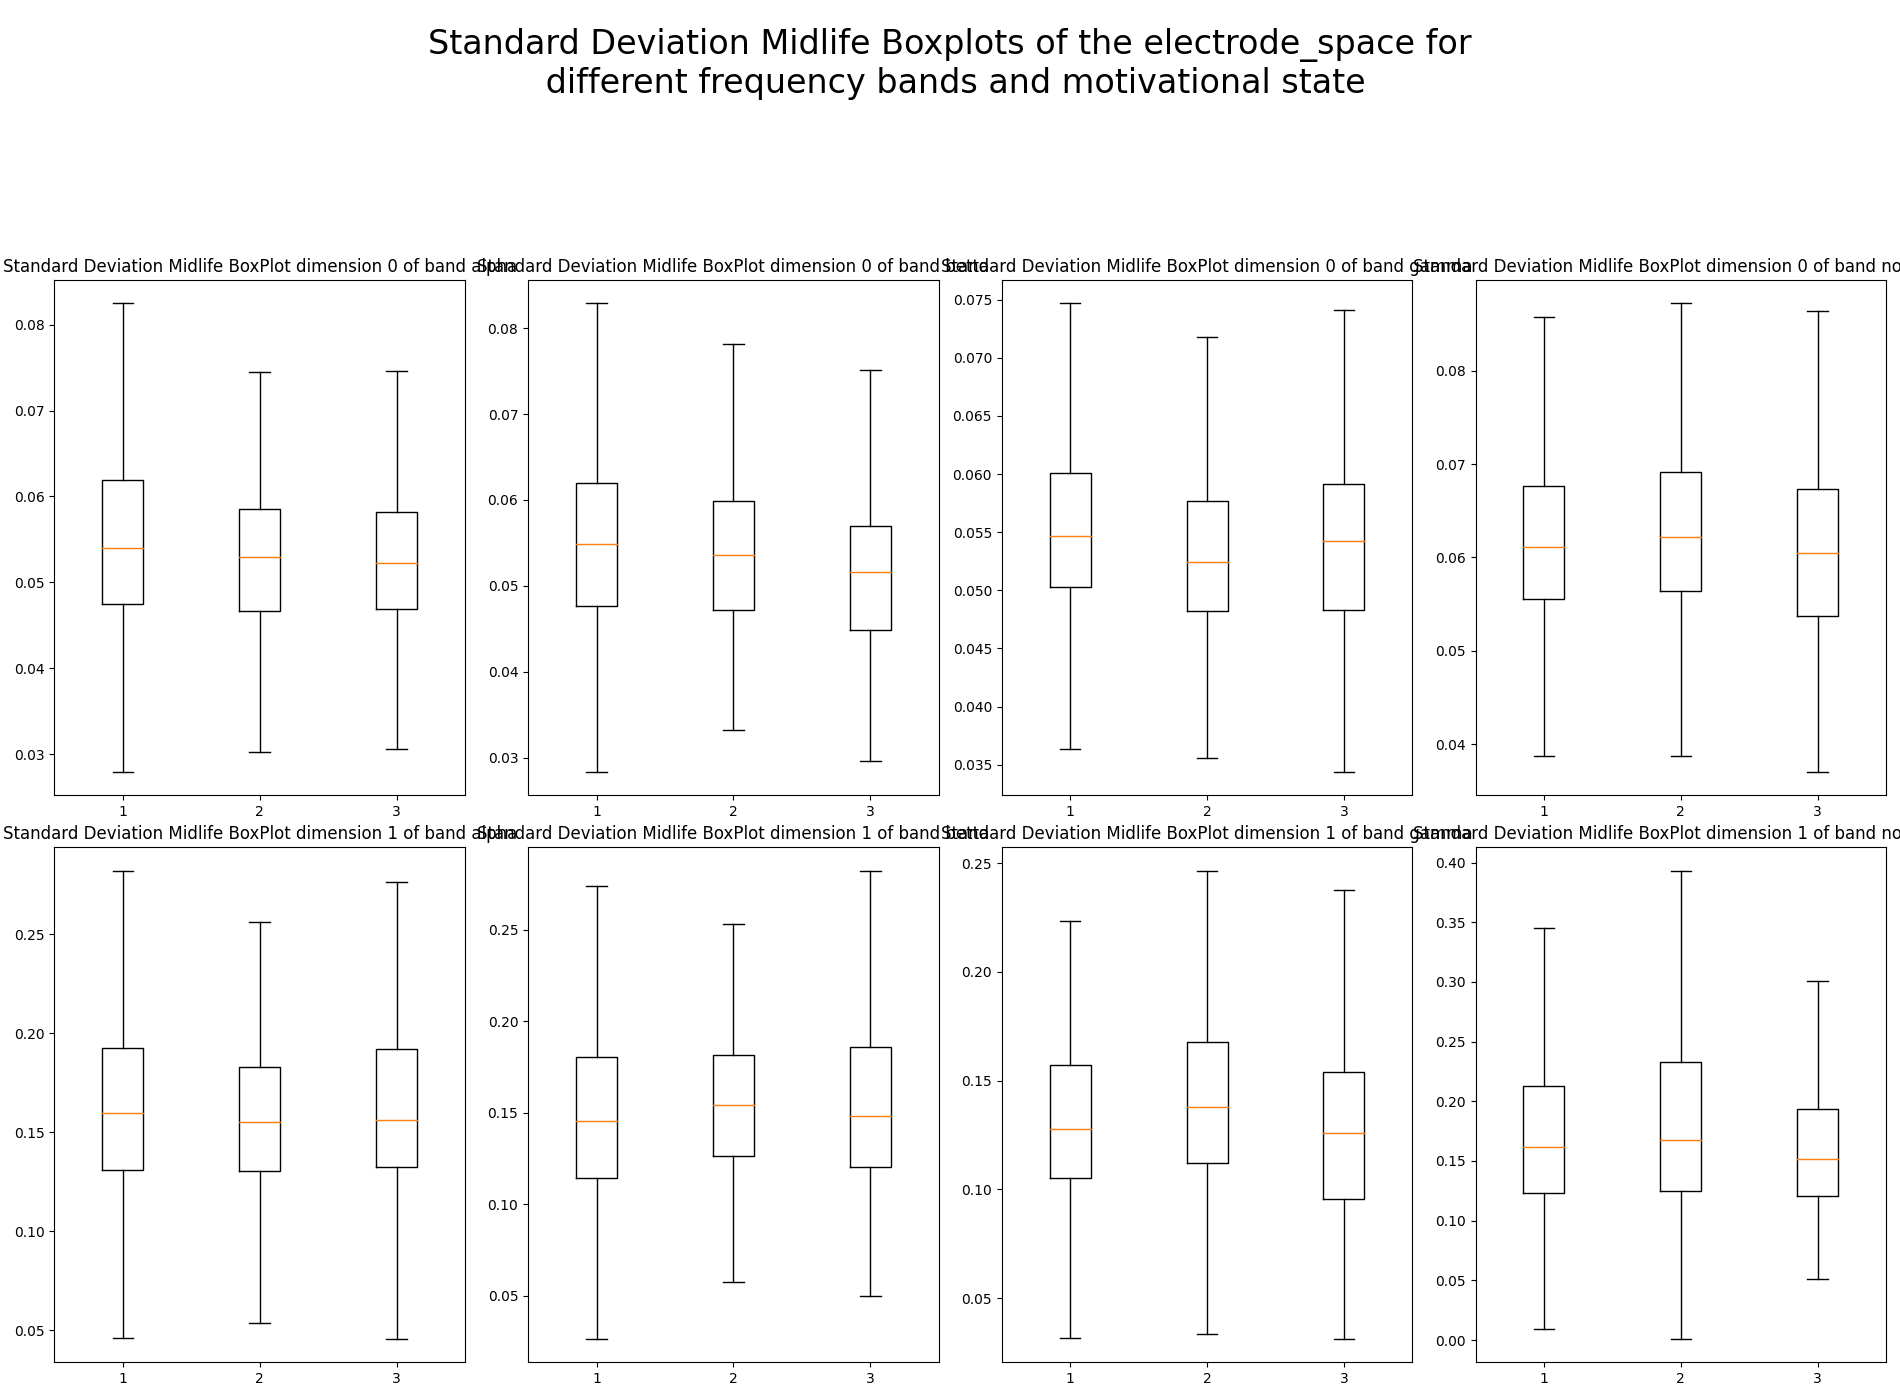 Standard Deviation Midlife Boxplots of the electrode_space for
different frequency bands and motivational state
Standard Deviation Midlife BoxPlot dimension 0 of band alpha
Standard Deviation Midlife BoxPlot dimension 0 of band betta
Standard Deviation Midlife BoxPlot dimension 0 of band gamma
Standard Deviation Midlife BoxPlot dimension 0 of band no
0.08
0.07
0.06
0.05
0.04
0.03
1 2 3
0.08
0.07
0.06
0.05
0.04
0.03
1 2 3
0.075
0.070
0.065
0.060
0.055
0.050
0.045
0.040
0.035
1 2 3
0.08
0.07
0.06
0.05
0.04
1 2 3
Standard Deviation Midlife BoxPlot dimension 1 of band alpha
Standard Deviation Midlife BoxPlot dimension 1 of band betta
Standard Deviation Midlife BoxPlot dimension 1 of band gamma
Standard Deviation Midlife BoxPlot dimension 1 of band no
0.25
0.20
0.15
0.10
0.05
1 2 3
0.25
0.20
0.15
0.10
0.05
1 2 3
0.25
0.20
0.15
0.10
0.05
1 2 3
0.40
0.35
0.30
0.25
0.20
0.15
0.10
0.05
0.00
1 2 3